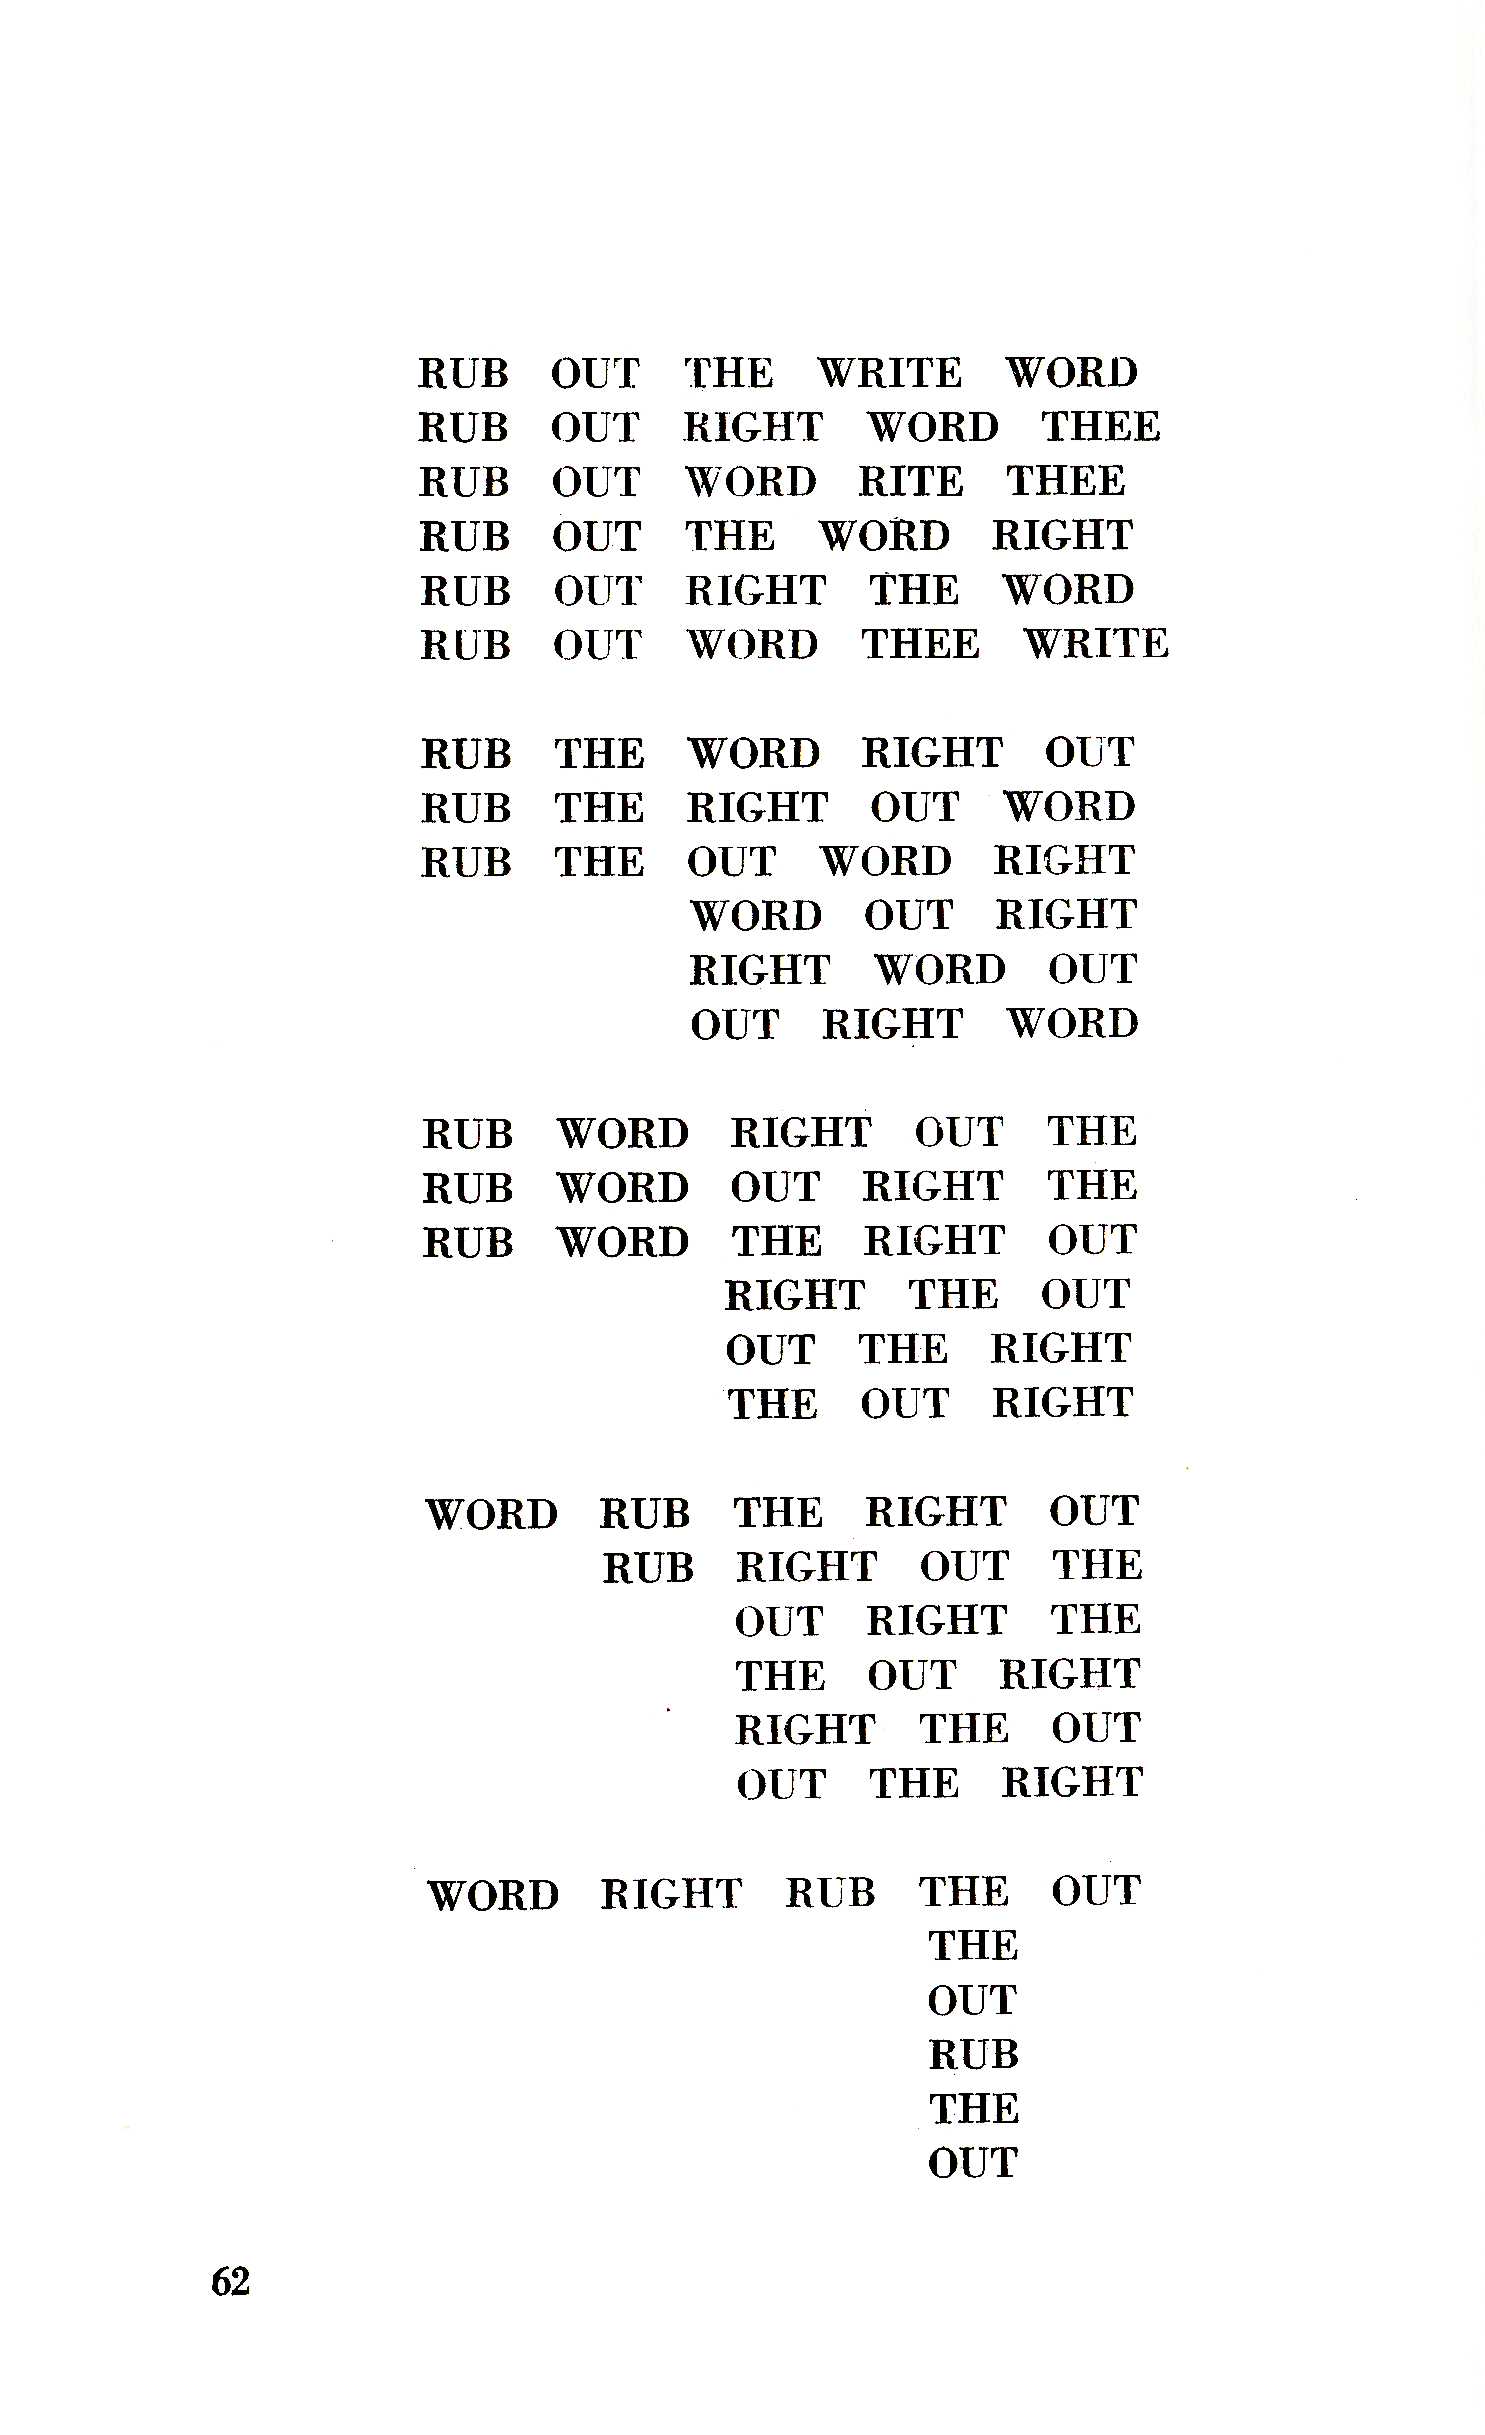 RUB OUT THE WRITE WORD
RUB OUT RIGHT WORD THEE
RUB OUT WORD RITE THEE
RUB OUT THE WORD RIGHT
RUB OUT RIGHT THE WORD
RUB OUT WORD THEE WRITE
RUB THE WORD RIGHT OUT
RUB THE RIGHT OUT WORD
RUB THE OUT WORD RIGHT
WORD OUT RIGHT
RIGHT WORD OUT
OUT RIGHT WORD
RUB WORD RIGHT OUT THE
RUB WORD OUT RIGHT THE
RUB WORD THE RIGHT OUT
RIGHT THE OUT
OUT THE RIGHT
THE OUT RIGHT
WORD RUB THE RIGHT OUT
RUB RIGHT OUT THE
OUT RIGHT THE
THE OUT RIGHT
RIGHT THE OUT
OUT THE RIGHT
WORD RIGHT RUB THE OUT
THE
OUT
RUB
THE
OUT
62